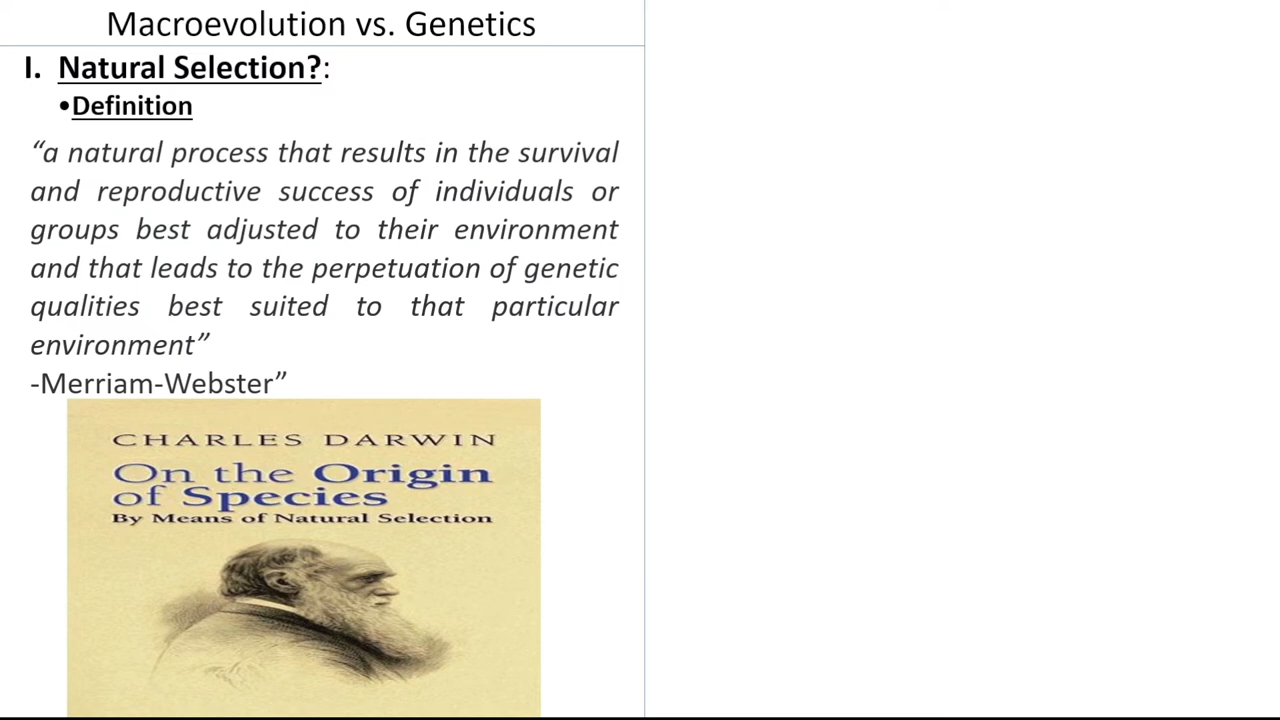 Macroevolution vs. Genetics
I. Natural Selection?:
•Definition
“a natural process that results in the survival
and reproductive success of individuals or
groups best adjusted to their environment
and that leads to the perpetuation of genetic
qualities best suited to that particular
environment”
-Merriam-Webster”
CHARLES DARWIN
On the Origin
of Species
By Means of Natural Selection